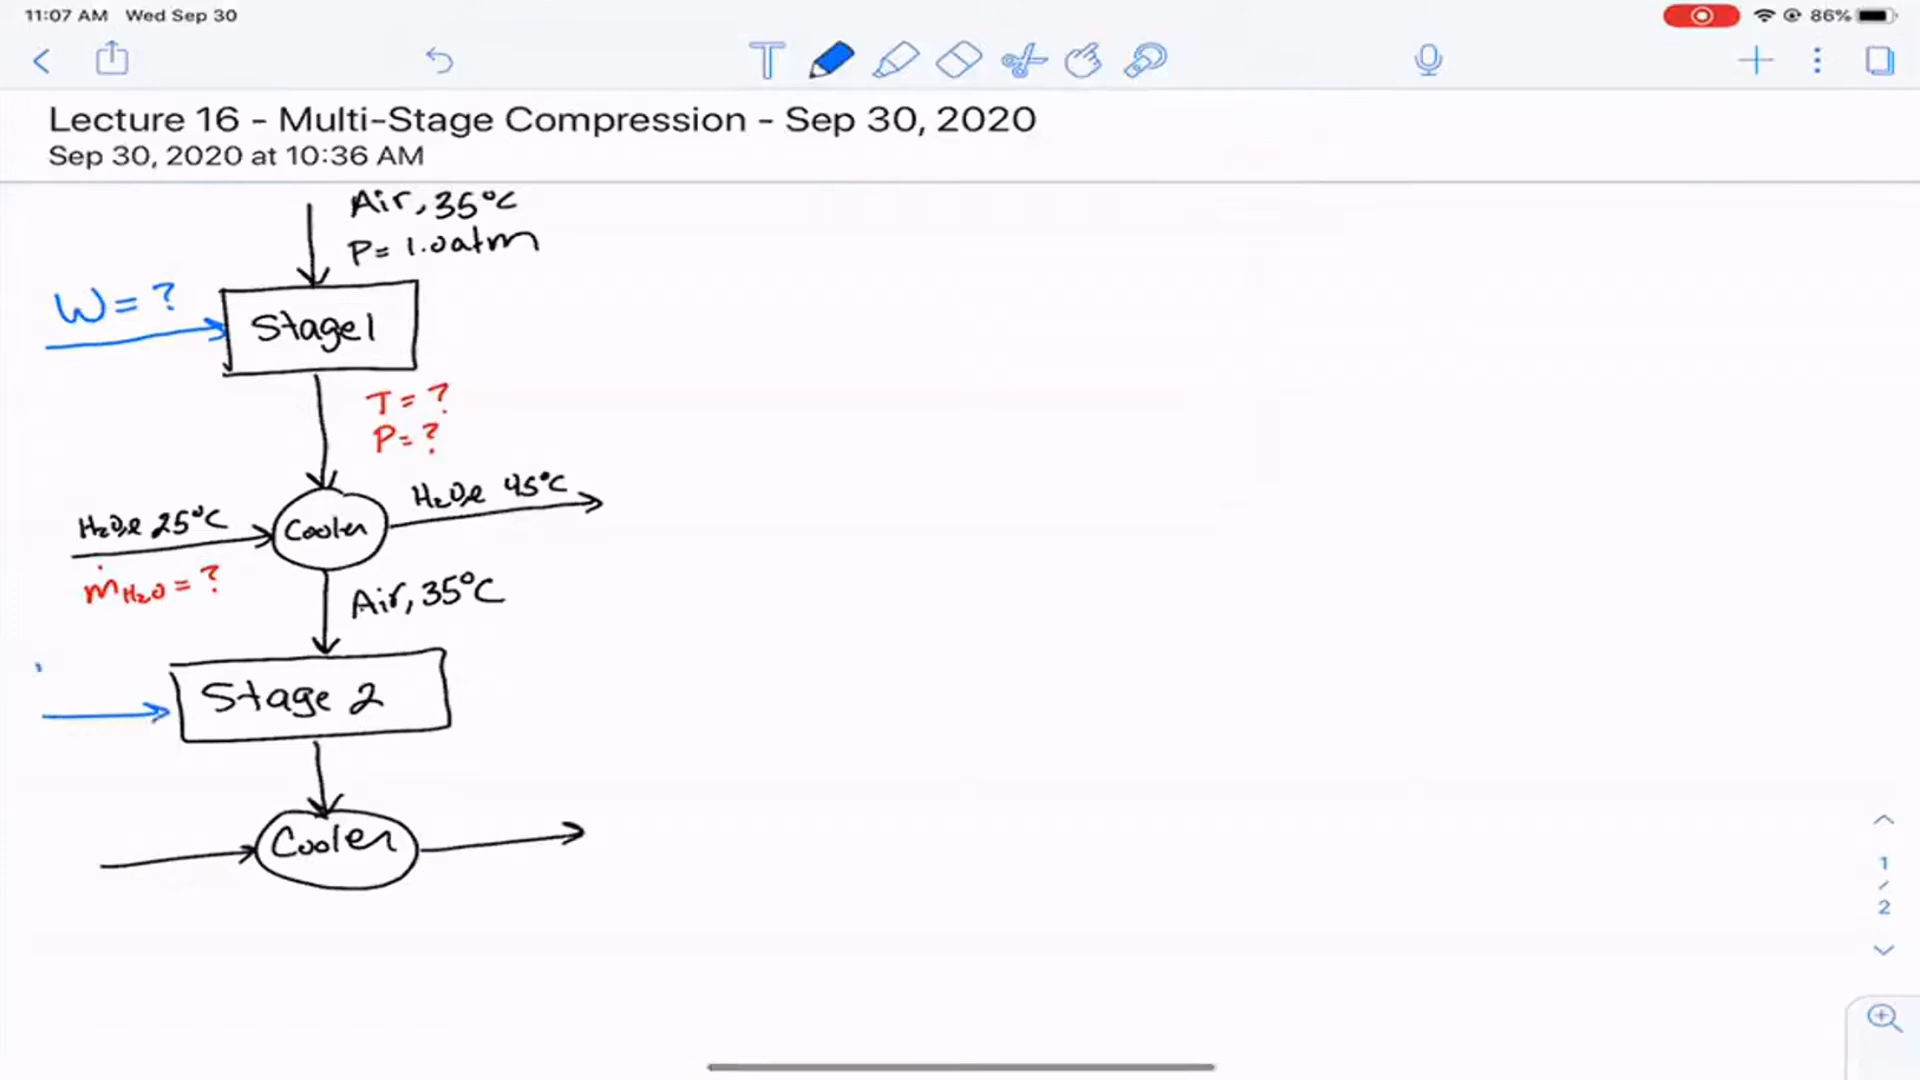 11:07 AM Wed Sep 30
86%
T
Lecture 16 - Multi-Stage Compression - Sep 30, 2020
Sep 30, 2020 at 10:36 AM
Air, 35°C
P= 1.0atm
W = ?
Stage 1
T = ?
P= ?
H₂O,ℓ 25°C
Cooler
H₂O,ℓ 45°C
ṁH₂O = ?
Air, 35°C
Stage 2
Cooler
1
/
2